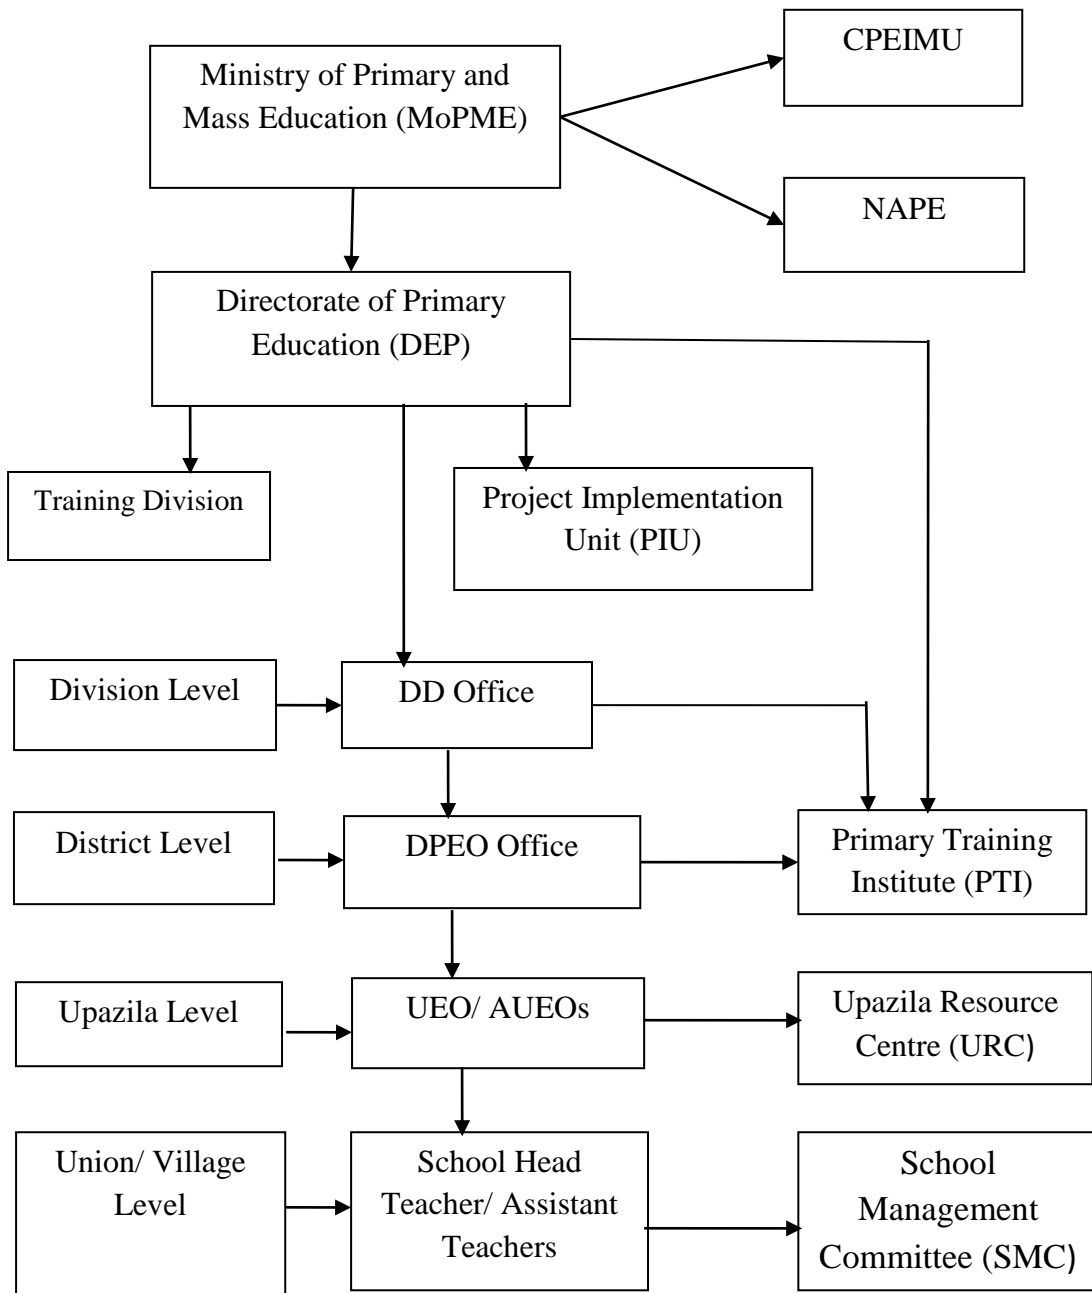 CPEIMU
Ministry of Primary and
Mass Education (MoPME)
NAPE
Directorate of Primary
Education (DEP)
Training Division
Project Implementation
Unit (PIU)
Division Level
DD Office
District Level
DPEO Office
Primary Training
Institute (PTI)
Upazila Level
UEO/ AUEOs
Upazila Resource
Centre (URC)
Union/ Village
Level
School Head
Teacher/ Assistant
Teachers
School
Management
Committee (SMC)